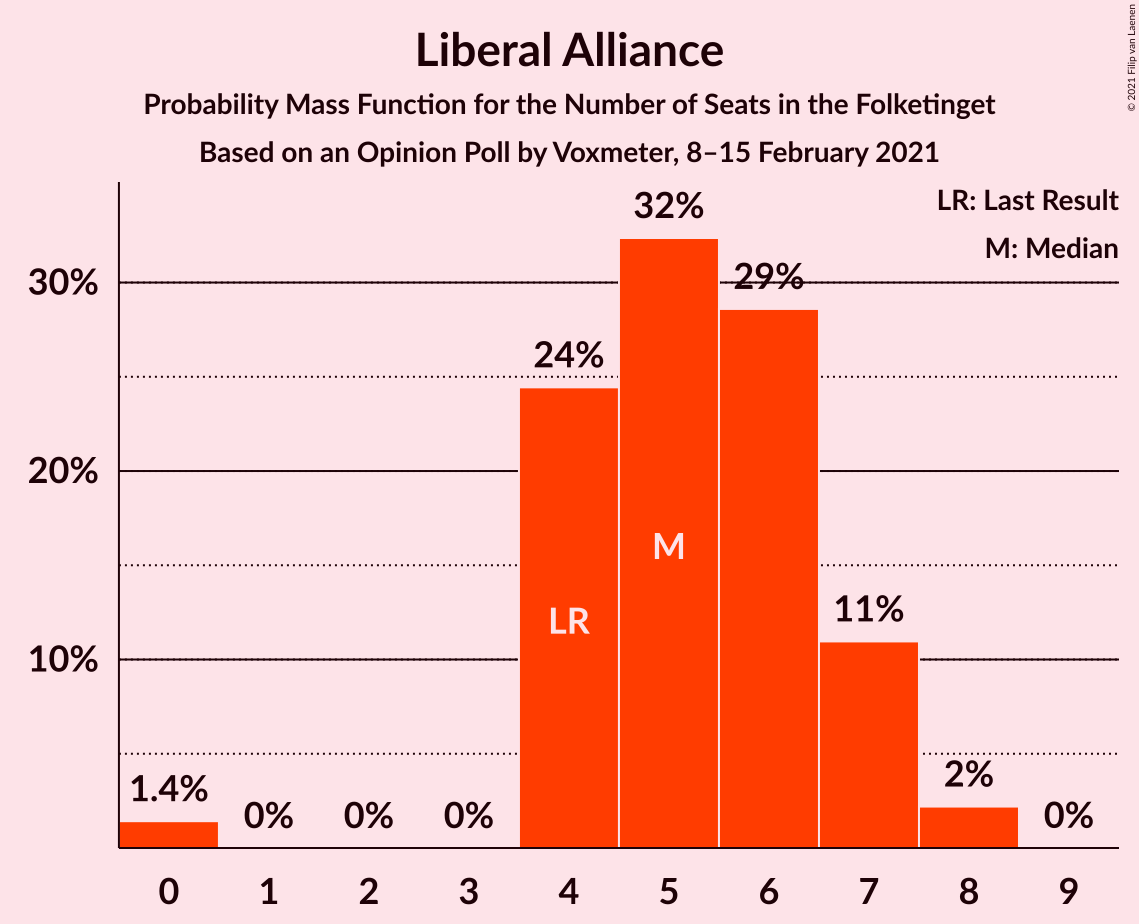 Liberal Alliance
Probability Mass Function for the Number of Seats in the Folketinget
Based on an Opinion Poll by Voxmeter, 8–15 February 2021
© 2021 Filip van Laenen
LR: Last Result
M: Median
30%
20%
10%
1.4%
0%
0%
0%
24%
32%
29%
11%
2%
0%
LR
M
0 1 2 3 4 5 6 7 8 9